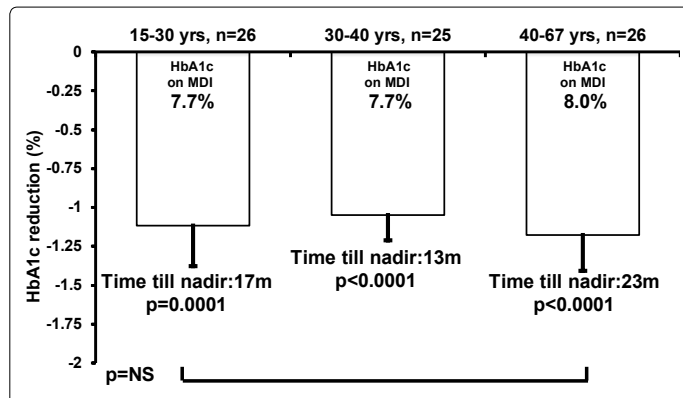 15-30 yrs, n=26
30-40 yrs, n=25
40-67 yrs, n=26
0
-0.25
-0.5
-0.75
-1
-1.25
-1.5
-1.75
-2
HbA1c reduction (%)
HbA1c
on MDI
7.7%
HbA1c
on MDI
7.7%
HbA1c
on MDI
8.0%
Time till nadir:17m
p=0.0001
Time till nadir:13m
p<0.0001
Time till nadir:23m
p<0.0001
p=NS